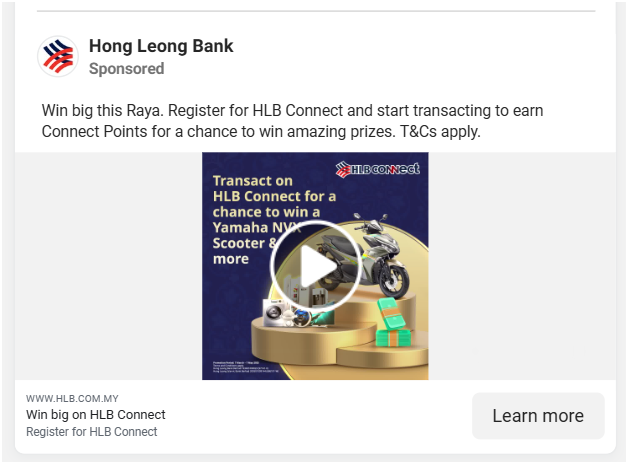 Hong Leong Bank
Sponsored
Win big this Raya. Register for HLB Connect and start transacting to earn
Connect Points for a chance to win amazing prizes. T&Cs apply.
HLB CONNECT
Transact on
HLB Connect for a
chance to win a
Yamaha NVX
Scooter &
more
WWW.HLB.COM.MY
Win big on HLB Connect
Register for HLB Connect
Learn more